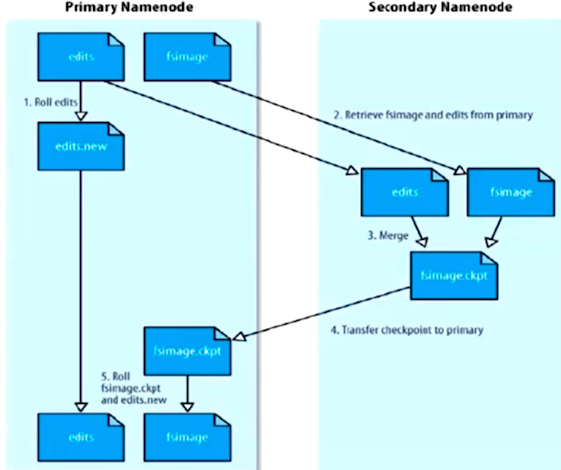 Primary Namenode
Secondary Namenode
edits
fsimage
1. Roll edits
2. Retrieve fsimage and edits from primary
edits.new
edits
fsimage
3. Merge
fsimage.ckpt
4. Transfer checkpoint to primary
fsimage.ckpt
5. Roll
fsimage.ckpt
and edits.new
edits
fsimage